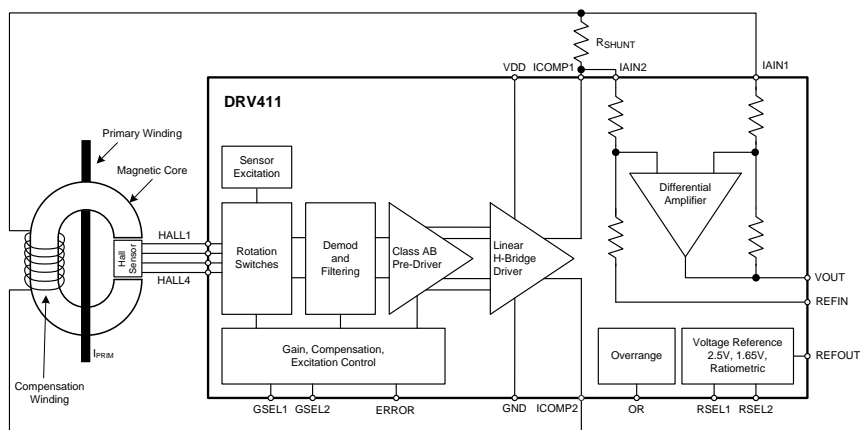 RSHUNT
VDD
ICOMP1
IAIN2
IAIN1
DRV411
Primary Winding
Magnetic Core
Sensor
Excitation
Differential
Amplifier
HALL1
Hall
Sensor
HALL4
Rotation
Switches
Demod
and
Filtering
Class AB
Pre-Driver
Linear
H-Bridge
Driver
VOUT
REFIN
IPRIM
Gain, Compensation,
Excitation Control
Overrange
Voltage Reference
2.5V, 1.65V,
Ratiometric
REFOUT
Compensation
Winding
GSEL1
GSEL2
ERROR
GND
ICOMP2
OR
RSEL1
RSEL2